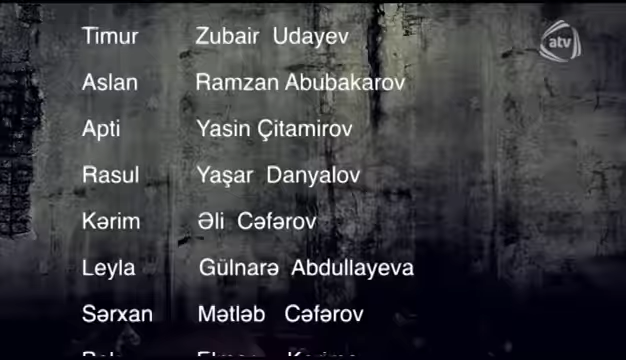 Timur Zubair Udayev
atv
Aslan Ramzan Abubakarov
Apti Yasin Çitamirov
Rasul Yaşar Danyalov
Kərim Əli Cəfərov
Leyla Gülnarə Abdullayeva
Sərxan Mətləb Cəfərov